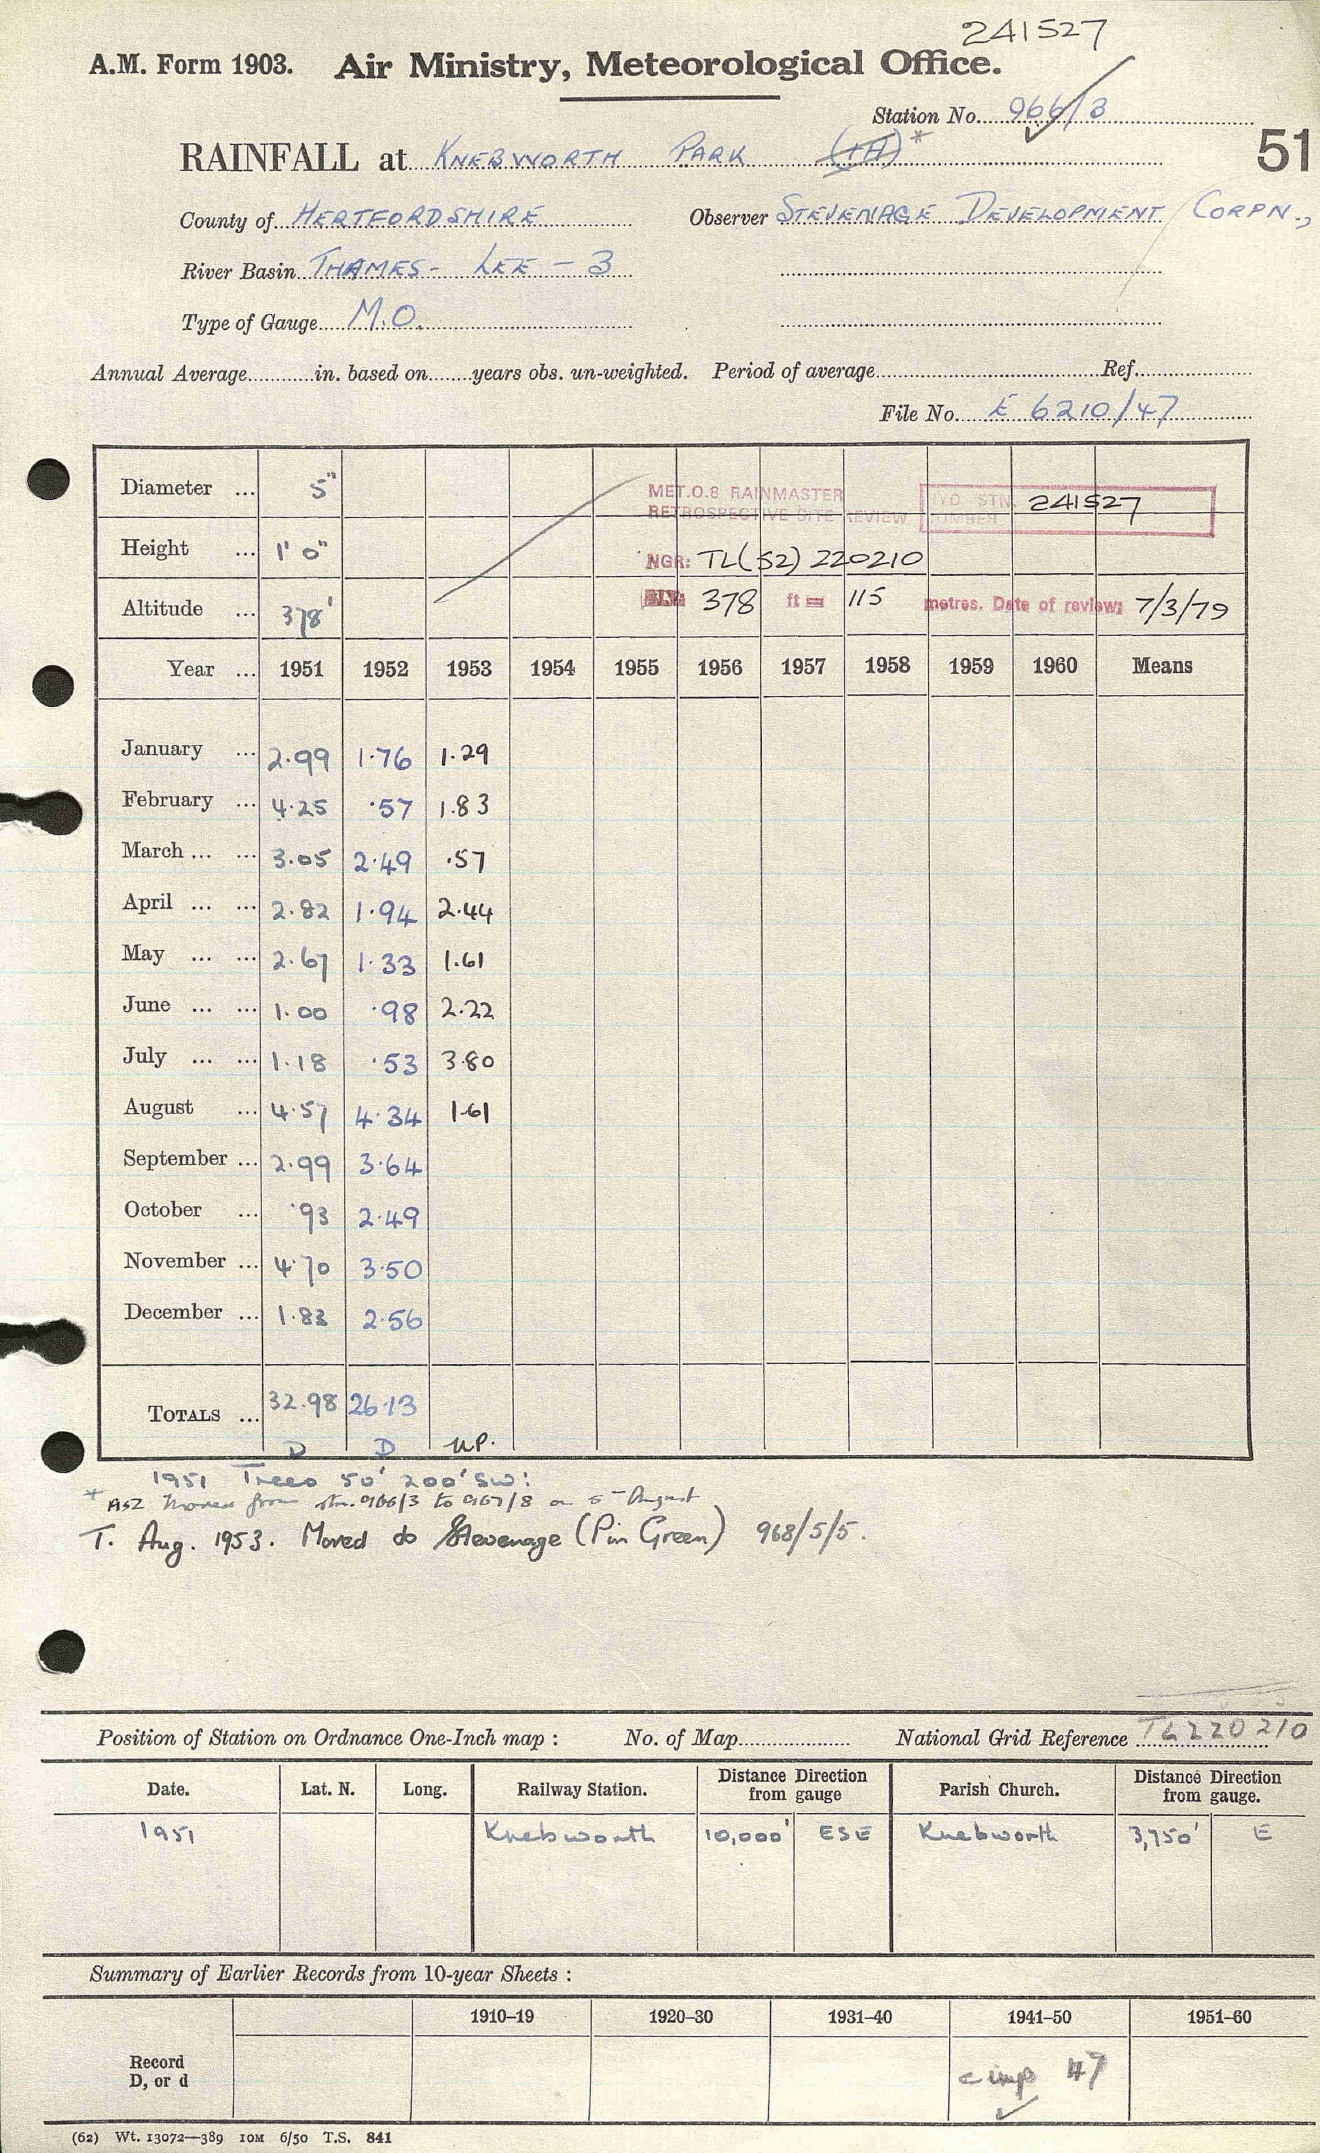 241527
A.M. Form 1903. Air Ministry, Meteorological Office.
Station No. 966/3
51
RAINFALL at KNEBWORTH PARK (TH)*
County of HERTFORDSHIRE Observer STEVENAGE DEVELOPMENT CORPN.,
River Basin THAMES - LEE - 3
Type of Gauge M.O.
Annual Average in. based on years obs. un-weighted. Period of average Ref.
File No. E 6210/47
Diameter ... 5" MET.O.8 RAINMASTER
RETROSPECTIVE SITE REVIEW HYD. STN. NUMBER 241527
Height ... 1' 0" NGR: TL(52) 220210
Altitude ... 378' 378 ft = 115 metres. Date of review: 7/3/79
Year ... 1951 1952 1953 1954 1955 1956 1957 1958 1959 1960 Means
January ... 2.99 1.76 1.29
February ... 4.25 .57 1.83
March ... ... 3.05 2.49 .57
April ... ... 2.82 1.94 2.44
May ... ... 2.67 1.33 1.61
June ... ... 1.00 .98 2.22
July ... ... 1.18 .53 3.80
August ... 4.57 4.34 1.61
September ... 2.99 3.64
October ... .93 2.49
November ... 4.70 3.50
December ... 1.83 2.56
TOTALS ... 32.98 26.13
D D UP.
1951 Trees 50' 200' SW:
* ASZ Moved from stn. 966/3 to 967/8 on 5 August
T. Aug. 1953. Moved to Stevenage (Pin Green) 968/5/5.
Position of Station on Ordnance One-Inch map : No. of Map National Grid Reference TL 220 210
Date. Lat. N. Long. Railway Station. Distance from gauge Direction Parish Church. Distance from gauge. Direction
1951 Knebworth 10,000' ESE Knebworth 3,750' E
Summary of Earlier Records from 10-year Sheets :
1910–19 1920–30 1931–40 1941–50 1951–60
Record
D, or d 47
(62) Wt. 13072—389 10M 6/50 T.S. 841